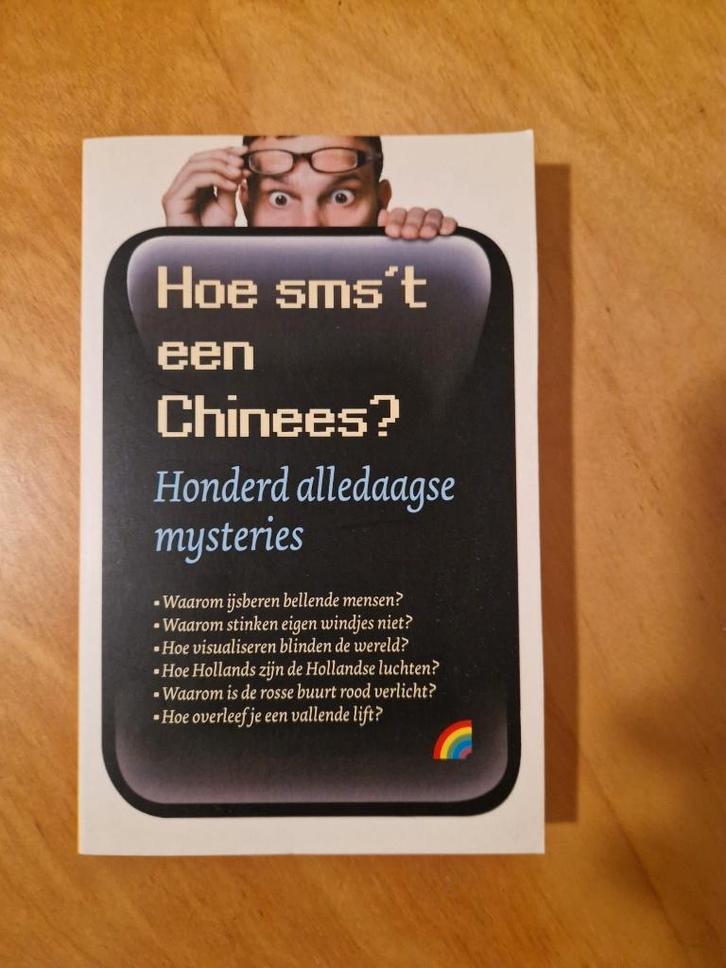 Hoe sms't
een
Chinees?
Honderd alledaagse
mysteries
▪ Waarom ijsberen bellende mensen?
▪ Waarom stinken eigen windjes niet?
▪ Hoe visualiseren blinden de wereld?
▪ Hoe Hollands zijn de Hollandse luchten?
▪ Waarom is de rosse buurt rood verlicht?
▪ Hoe overleef je een vallende lift?